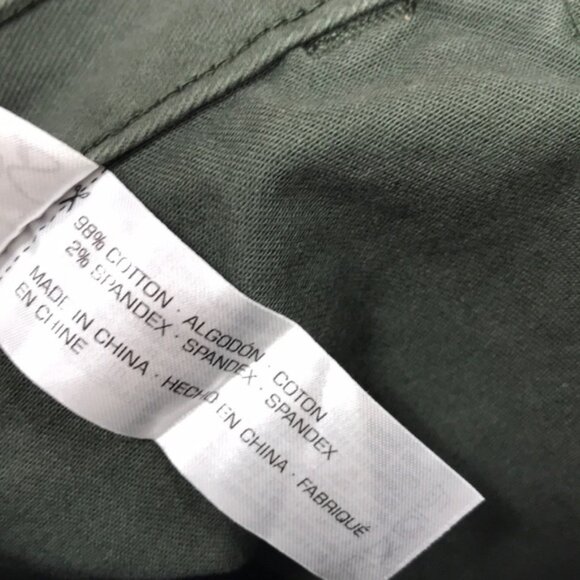 98% COTTON · ALGODÓN · COTON
2% SPANDEX · SPANDEX · SPANDEX
MADE IN CHINA · HECHO EN CHINA · FABRIQUÉ
EN CHINE